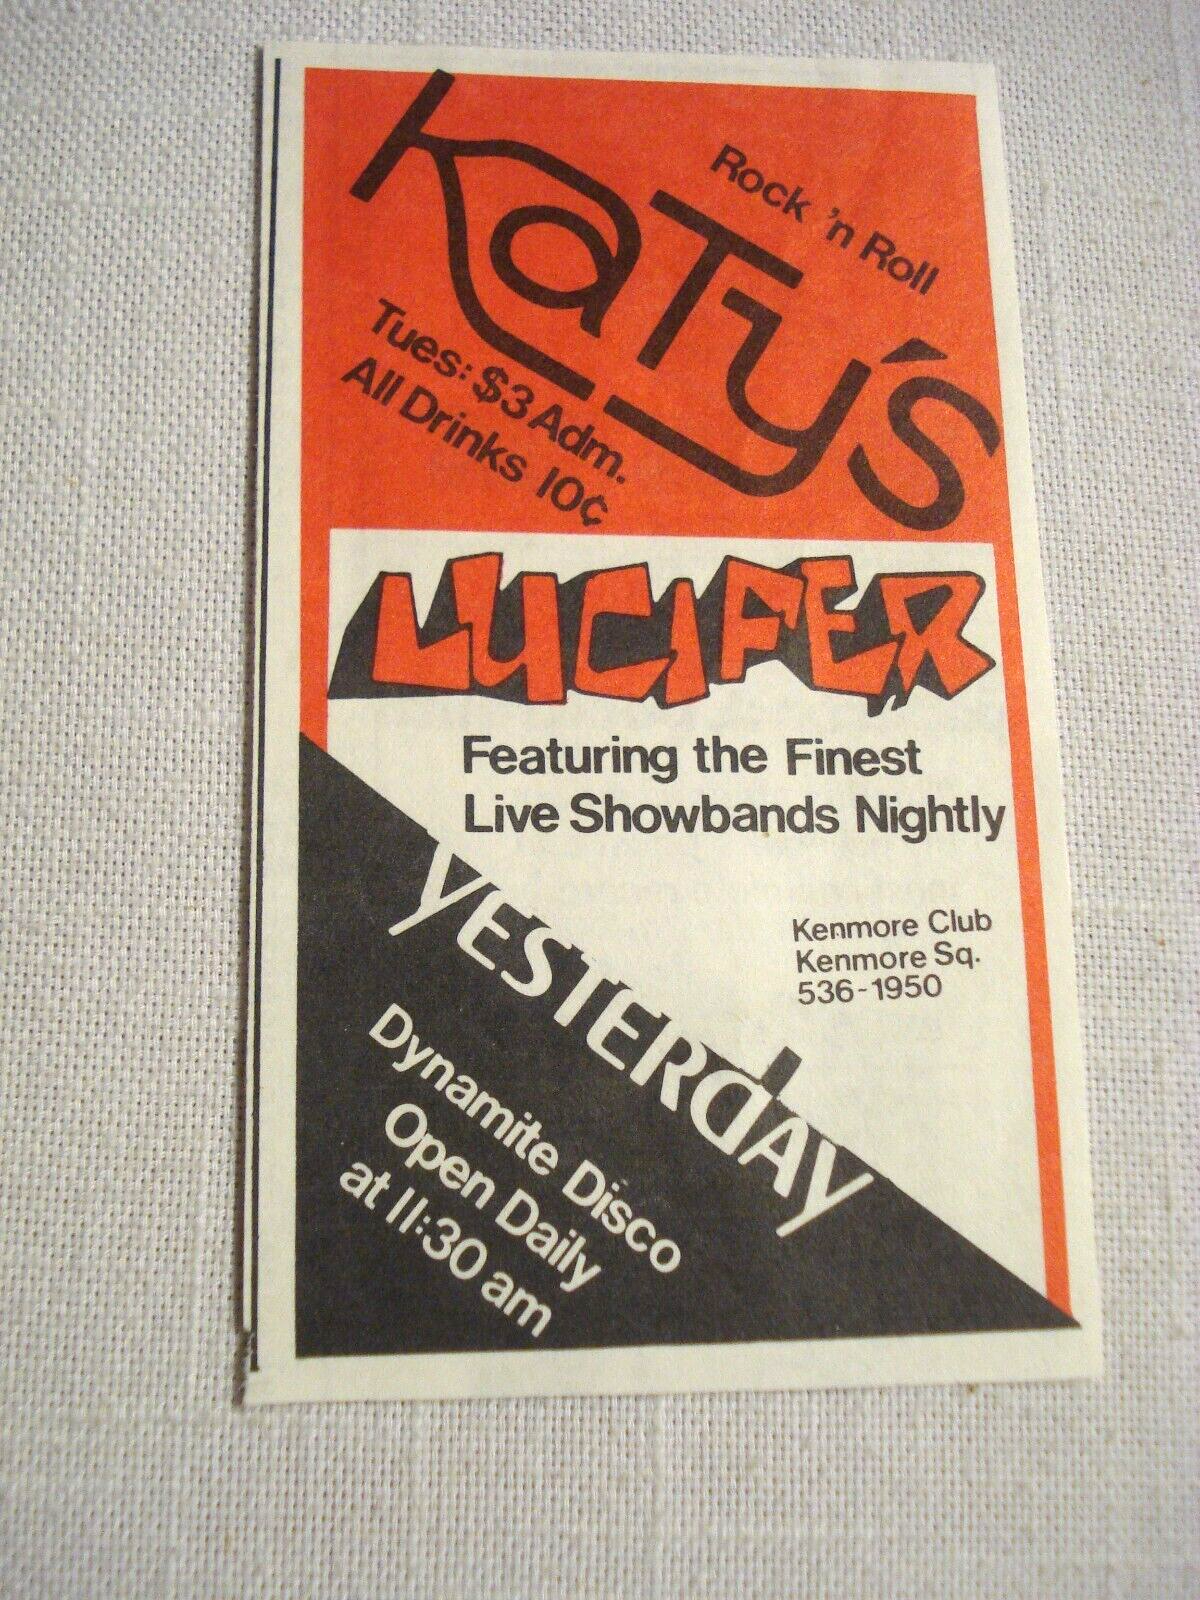 Katy's
Rock 'n Roll
Tues: $3 Adm.
All Drinks 10¢
LUCIFER
Featuring the Finest
Live Showbands Nightly
Kenmore Club
Kenmore Sq.
536-1950
YESTERdAY
Dynamite Disco
Open Daily
at 11:30 am